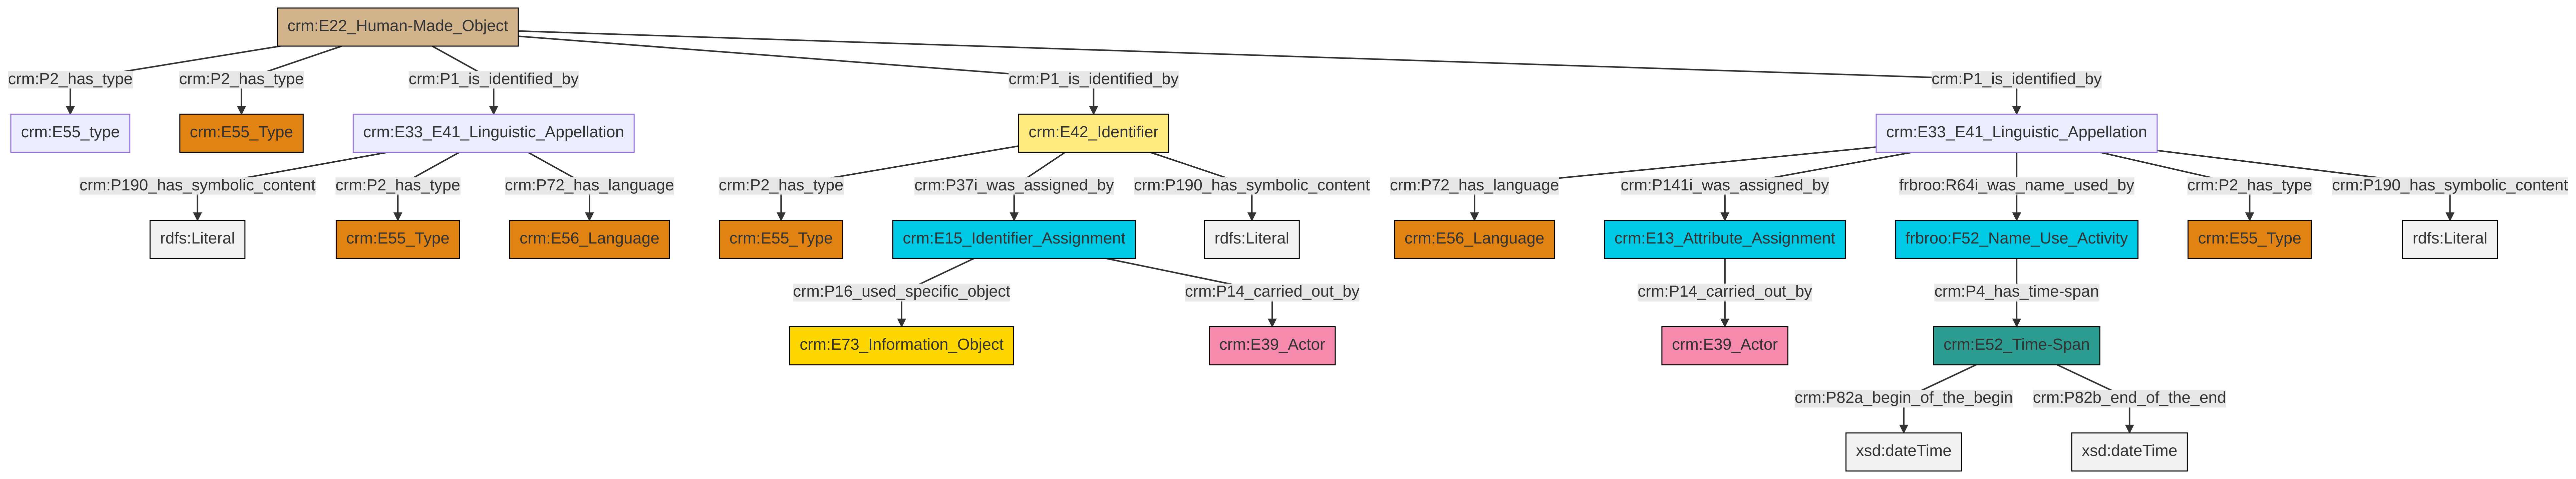 crm:E22_Human-Made_Object
crm:P2_has_type
crm:P2_has_type
crm:P1_is_identified_by
crm:P1_is_identified_by
crm:P1_is_identified_by
crm:E55_type
crm:E55_Type
crm:E33_E41_Linguistic_Appellation
crm:E42_Identifier
crm:E33_E41_Linguistic_Appellation
crm:P190_has_symbolic_content
crm:P2_has_type
crm:P72_has_language
crm:P2_has_type
crm:P37i_was_assigned_by
crm:P190_has_symbolic_content
crm:P72_has_language
crm:P141i_was_assigned_by
frbroo:R64i_was_name_used_by
crm:P2_has_type
crm:P190_has_symbolic_content
rdfs:Literal
crm:E55_Type
crm:E56_Language
crm:E55_Type
crm:E15_Identifier_Assignment
rdfs:Literal
crm:E56_Language
crm:E13_Attribute_Assignment
frbroo:F52_Name_Use_Activity
crm:E55_Type
rdfs:Literal
crm:P16_used_specific_object
crm:P14_carried_out_by
crm:P14_carried_out_by
crm:P4_has_time-span
crm:E73_Information_Object
crm:E39_Actor
crm:E39_Actor
crm:E52_Time-Span
crm:P82a_begin_of_the_begin
crm:P82b_end_of_the_end
xsd:dateTime
xsd:dateTime